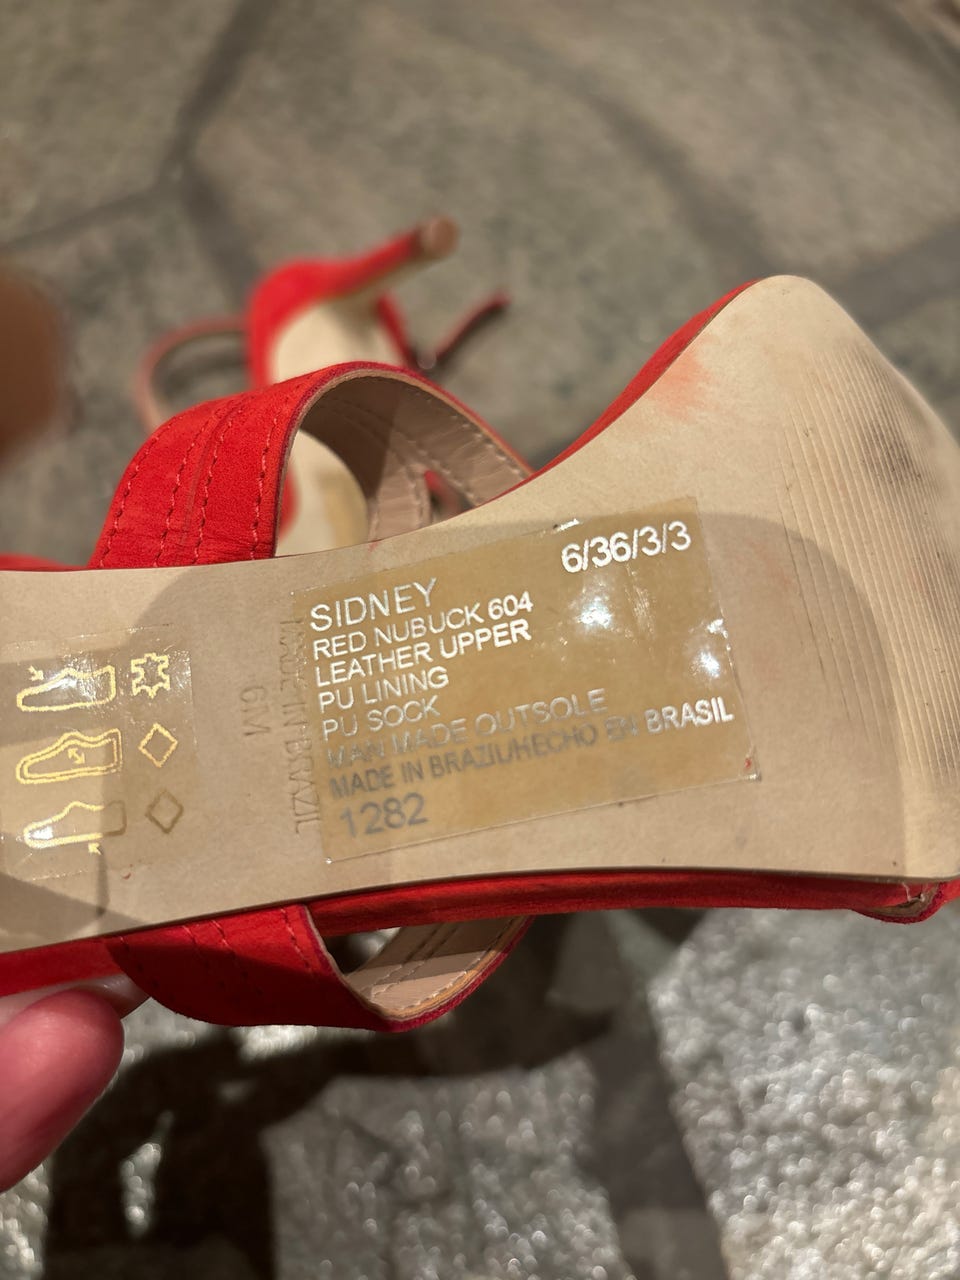 6/36/3/3
SIDNEY
RED NUBUCK 604
LEATHER UPPER
PU LINING
PU SOCK
MAN MADE OUTSOLE
MADE IN BRAZIL/HECHO EN BRASIL
1282
MADE IN BRAZIL
6M